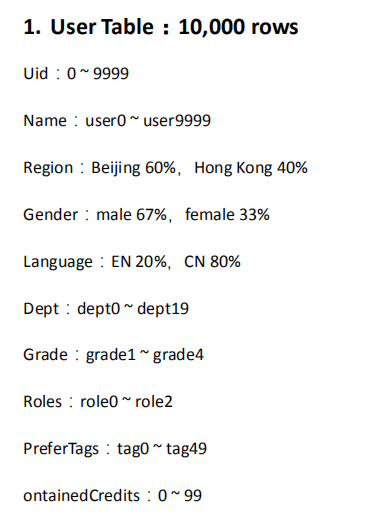 1. User Table：10,000 rows
Uid：0 ~ 9999
Name：user0 ~ user9999
Region：Beijing 60%，Hong Kong 40%
Gender：male 67%，female 33%
Language：EN 20%，CN 80%
Dept：dept0 ~ dept19
Grade：grade1 ~ grade4
Roles：role0 ~ role2
PreferTags：tag0 ~ tag49
ontainedCredits：0 ~ 99